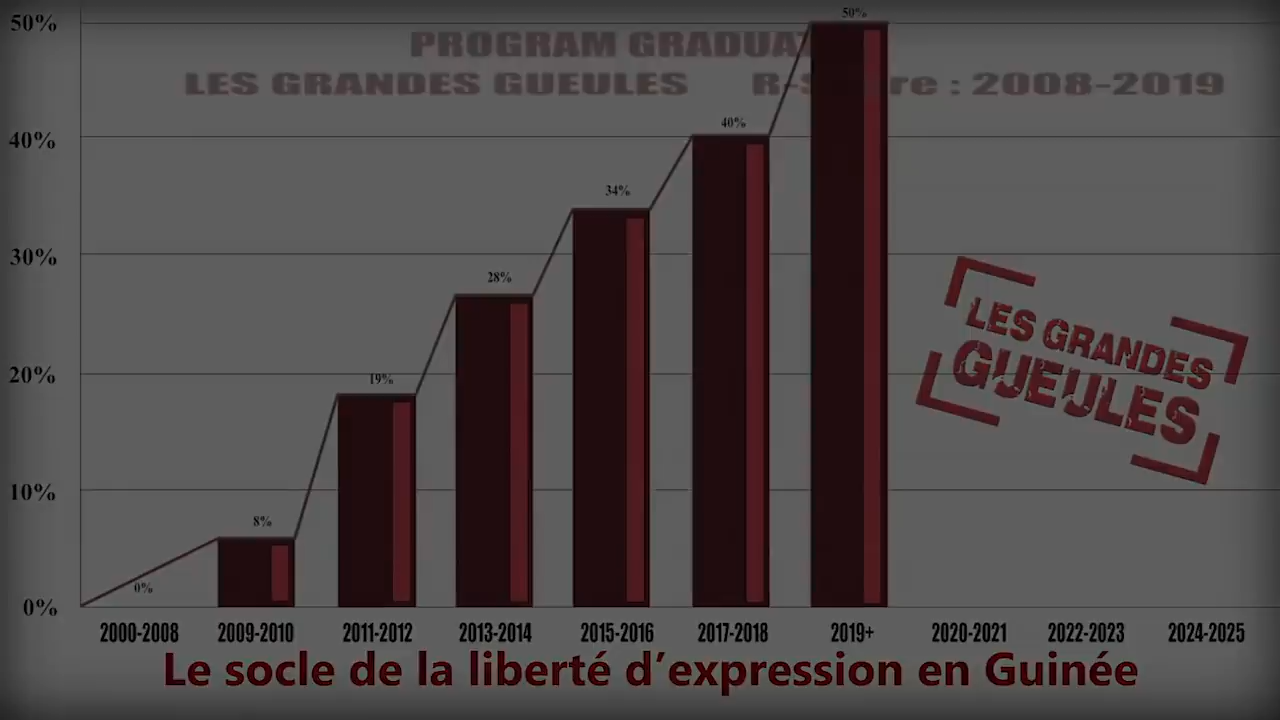 50%
50%
PROGRAM GRADUAT
LES GRANDES GUEULES R-S re : 2008-2019
40%
40%
34%
30%
28%
LES GRANDES
GUEULES
20%
19%
10%
8%
0%
0%
2000-2008 2009-2010 2011-2012 2013-2014 2015-2016 2017-2018 2019+ 2020-2021 2022-2023 2024-2025
Le socle de la liberté d’expression en Guinée